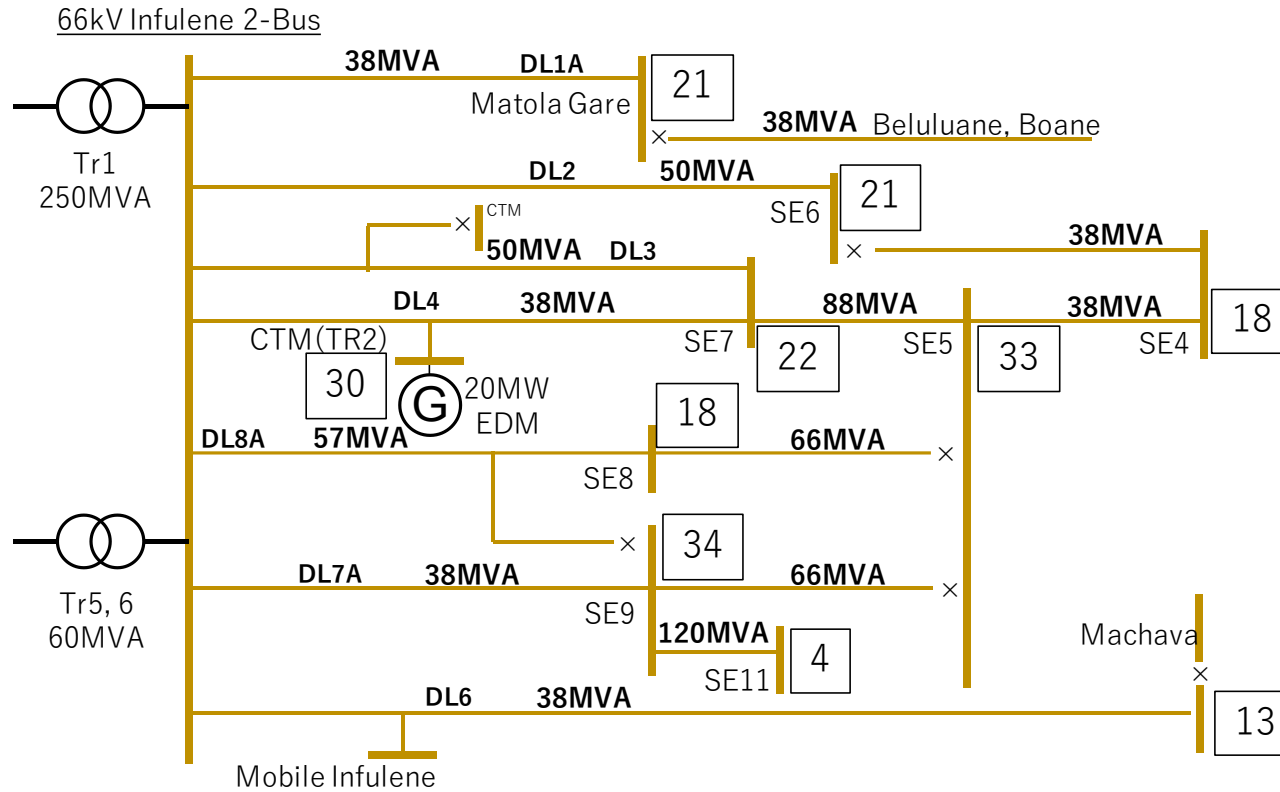 66kV Infulene 2-Bus
38MVA
DL1A
21
Matola Gare
38MVA
Beluluane, Boane
Tr1
250MVA
DL2
50MVA
21
SE6
CTM
38MVA
50MVA
DL3
DL4
38MVA
88MVA
38MVA
18
CTM(TR2)
SE7
SE5
SE4
22
33
30
G
20MW
EDM
18
DL8A
57MVA
66MVA
SE8
34
DL7A
38MVA
66MVA
Tr5, 6
60MVA
SE9
120MVA
Machava
4
SE11
DL6
38MVA
13
Mobile Infulene